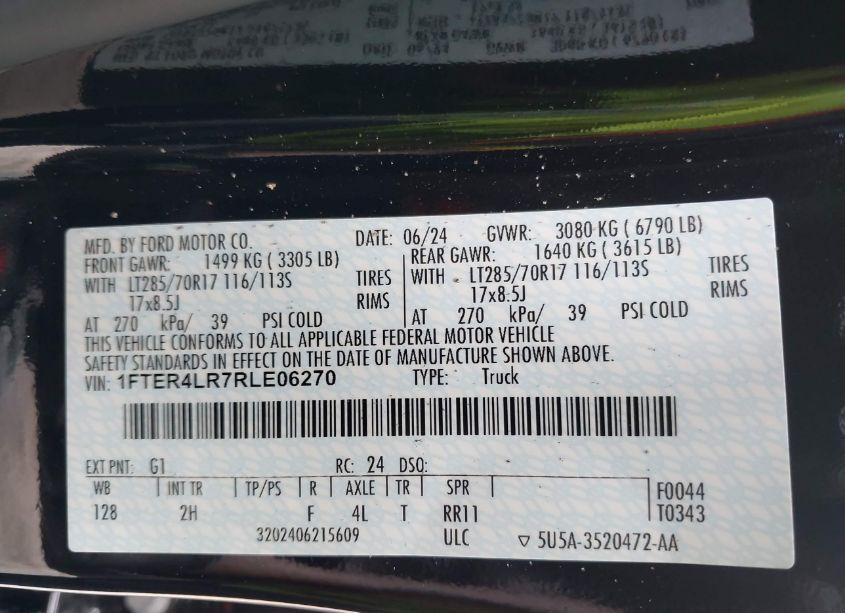 MFD. BY FORD MOTOR CO. DATE: 06/24 GVWR: 3080 KG ( 6790 LB)
FRONT GAWR: 1499 KG ( 3305 LB) REAR GAWR: 1640 KG ( 3615 LB)
WITH LT285/70R17 116/113S TIRES WITH LT285/70R17 116/113S TIRES
17x8.5J RIMS 17x8.5J RIMS
AT 270 kPa/ 39 PSI COLD AT 270 kPa/ 39 PSI COLD
THIS VEHICLE CONFORMS TO ALL APPLICABLE FEDERAL MOTOR VEHICLE
SAFETY STANDARDS IN EFFECT ON THE DATE OF MANUFACTURE SHOWN ABOVE.
VIN: 1FTER4LR7RLE06270 TYPE: Truck
EXT PNT: G1 RC: 24 DSO:
WB INT TR TP/PS R AXLE TR SPR F0044
128 2H F 4L T RR11 T0343
3202406215609 ULC ▽ 5U5A-3520472-AA